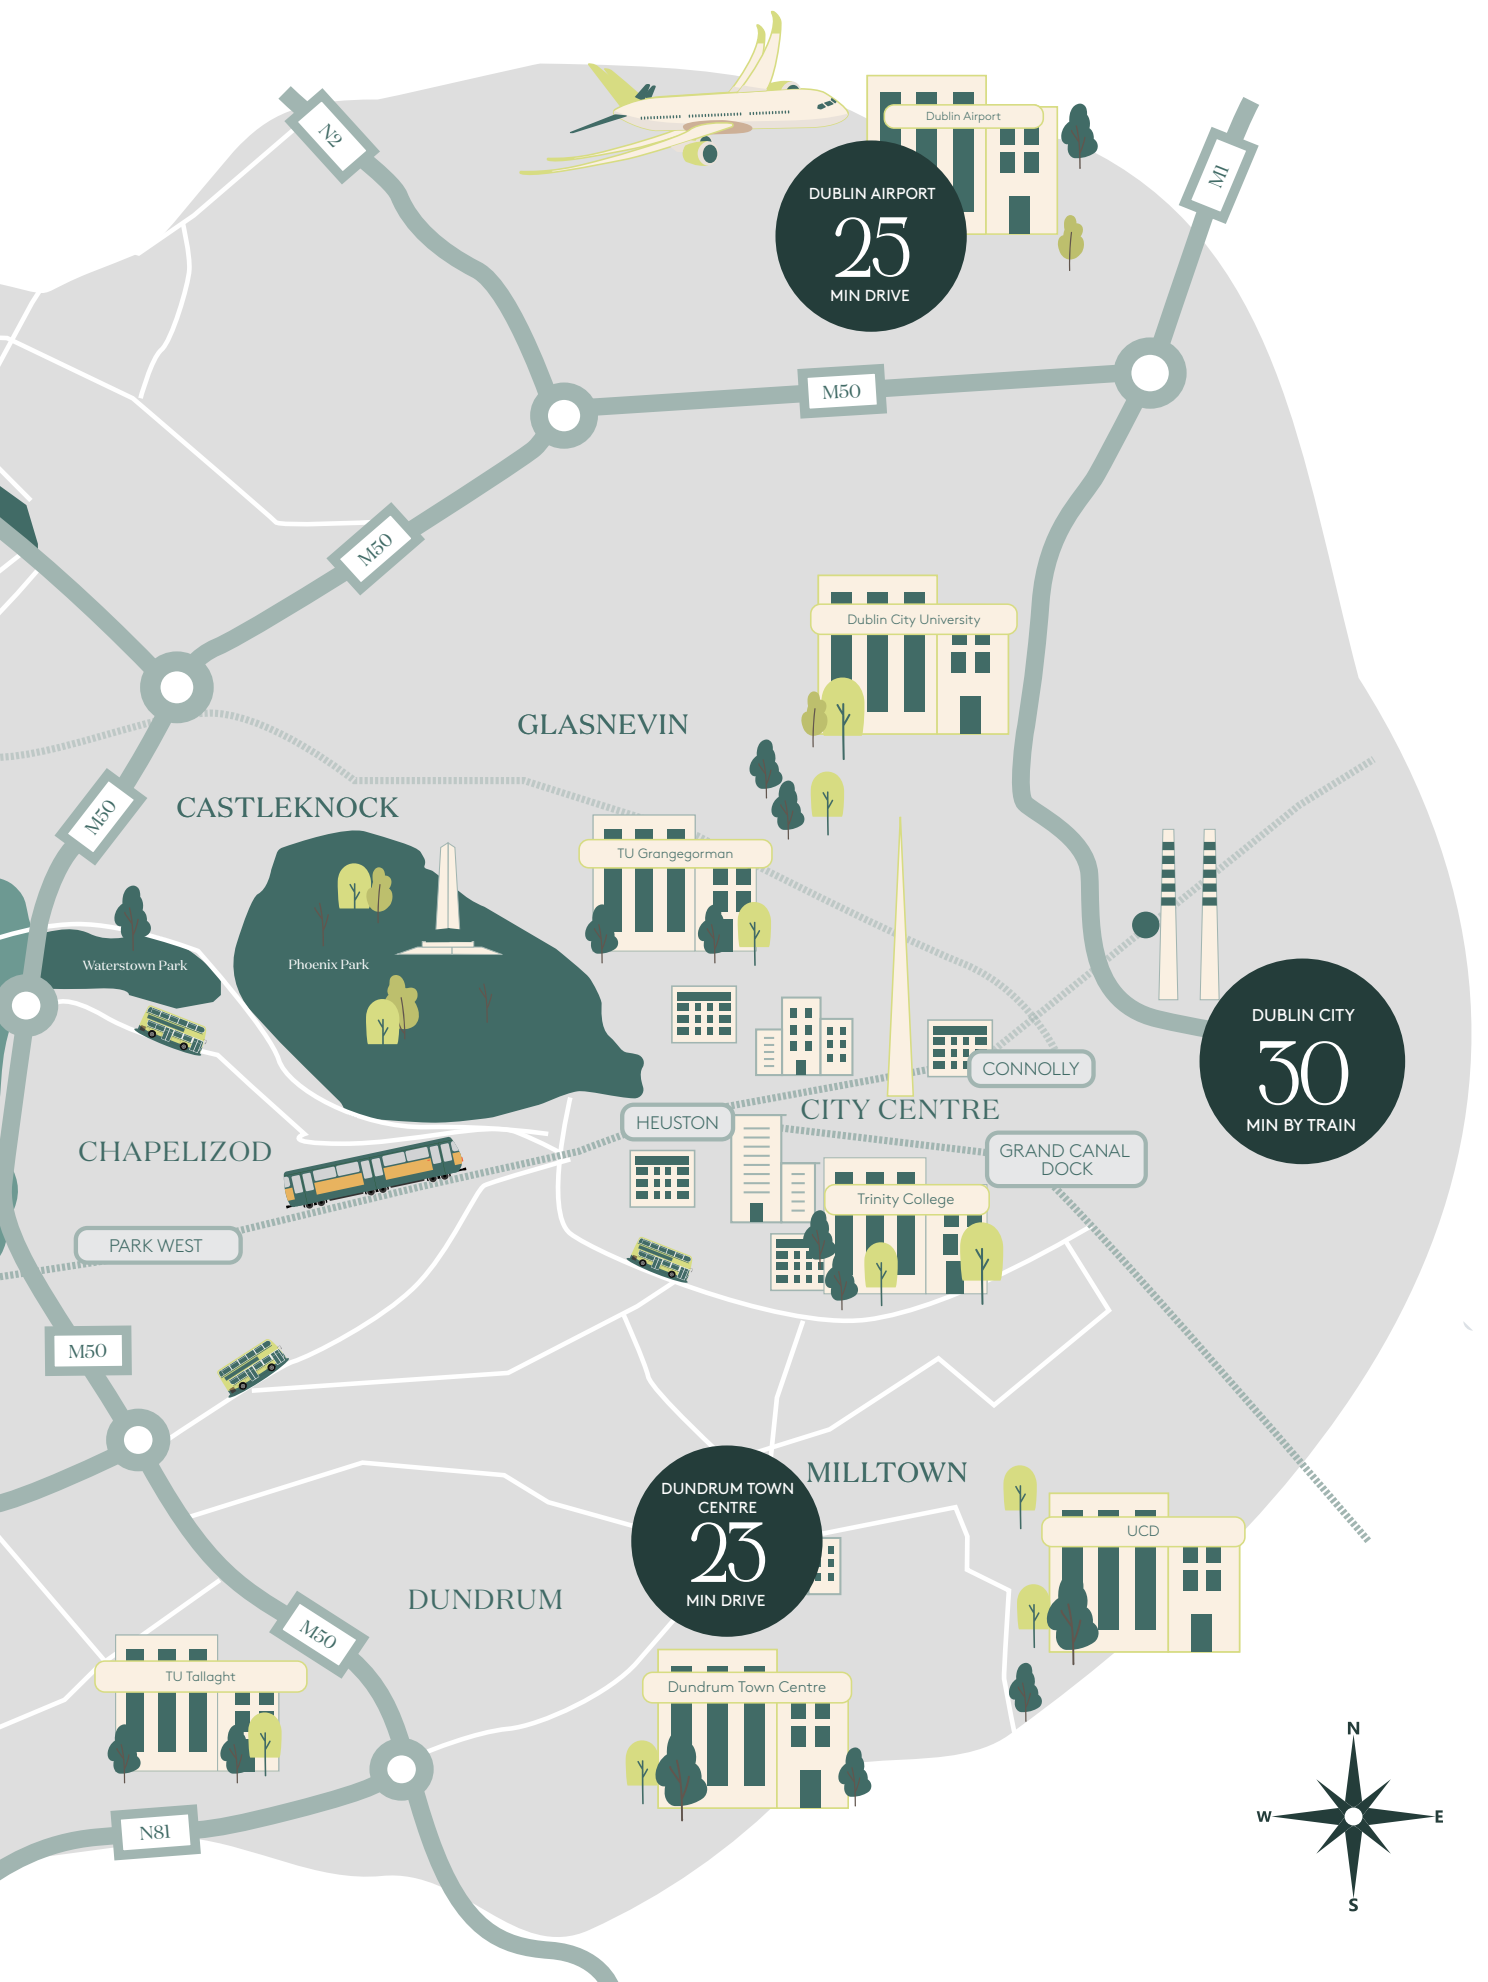 N2
Dublin Airport
M1
DUBLIN AIRPORT
25
MIN DRIVE
M50
M50
Dublin City University
GLASNEVIN
CASTLEKNOCK
M50
TU Grangegorman
Waterstown Park
Phoenix Park
DUBLIN CITY
30
MIN BY TRAIN
CONNOLLY
CITY CENTRE
HEUSTON
GRAND CANAL
DOCK
CHAPELIZOD
Trinity College
PARK WEST
M50
MILLTOWN
DUNDRUM TOWN
CENTRE
23
MIN DRIVE
UCD
DUNDRUM
M50
TU Tallaght
Dundrum Town Centre
N81
N
W
E
S